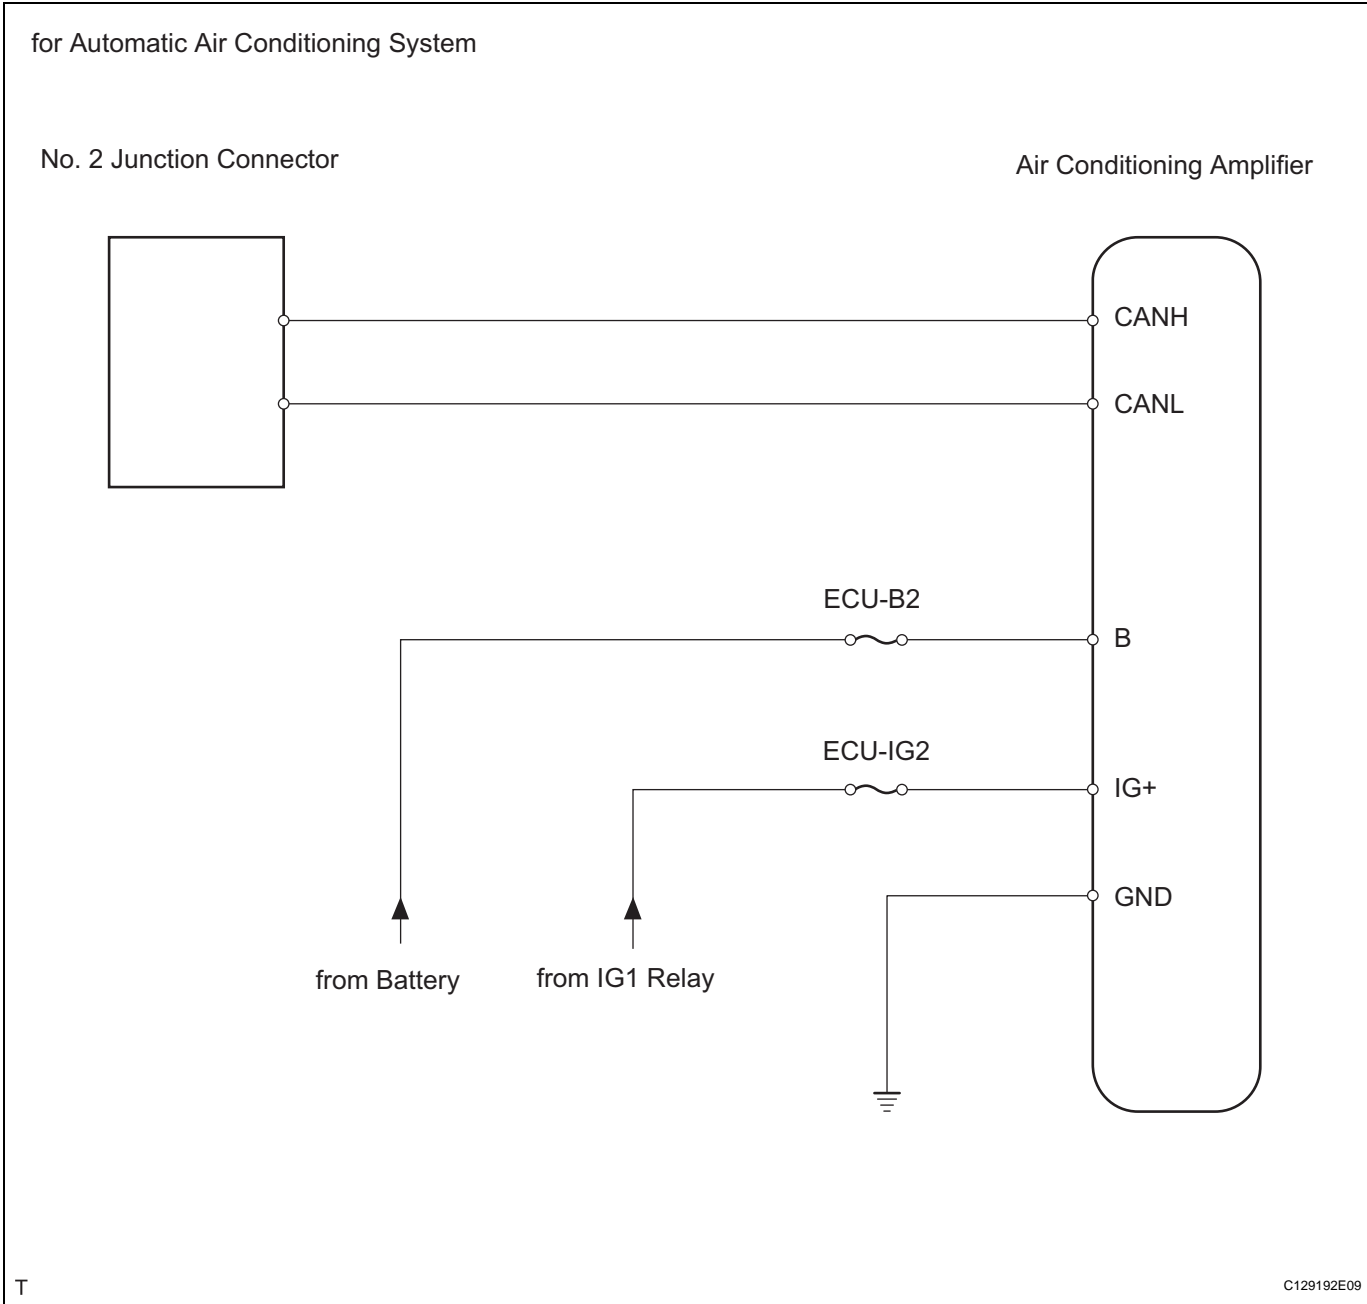 for Automatic Air Conditioning System
No. 2 Junction Connector
Air Conditioning Amplifier
CANH
CANL
ECU-B2
B
ECU-IG2
IG+
GND
from Battery
from IG1 Relay
T
C129192E09